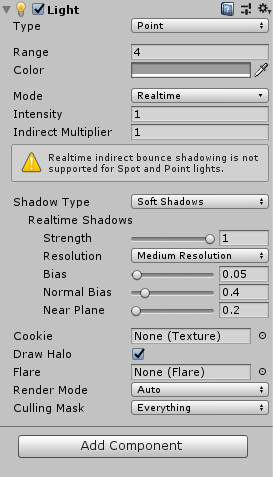 Light
Type Point
Range 4
Color
Mode Realtime
Intensity 1
Indirect Multiplier 1
Realtime indirect bounce shadowing is not
supported for Spot and Point lights.
Shadow Type Soft Shadows
Realtime Shadows
Strength 1
Resolution Medium Resolution
Bias 0.05
Normal Bias 0.4
Near Plane 0.2
Cookie None (Texture)
Draw Halo
Flare None (Flare)
Render Mode Auto
Culling Mask Everything
Add Component